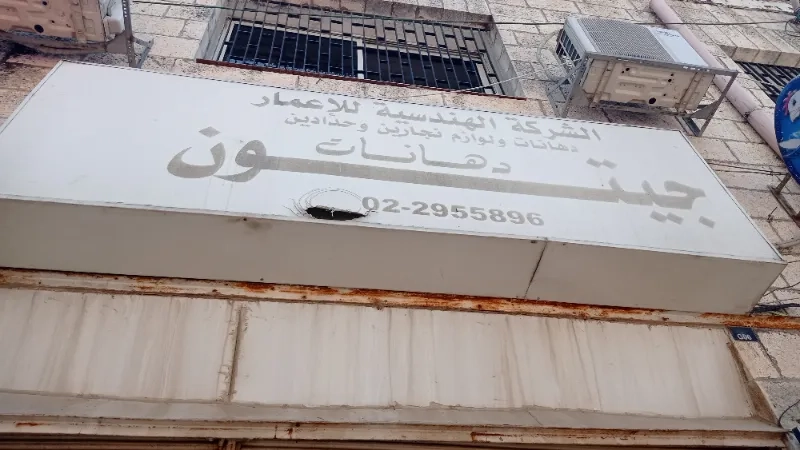 الشركة الهندسية للاعمار
دهانات ولوازم نجارين وحدادين
دهانات
جيتون
02-2955896